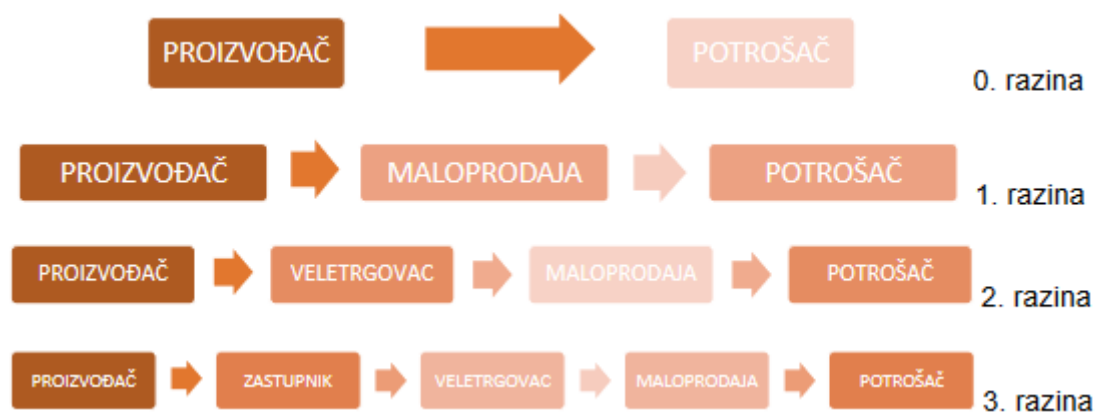 PROIZVOĐAČ POTROŠAČ 0. razina
PROIZVOĐAČ MALOPRODAJA POTROŠAČ 1. razina
PROIZVOĐAČ VELETRGOVAC MALOPRODAJA POTROŠAČ 2. razina
PROIZVOĐAČ ZASTUPNIK VELETRGOVAC MALOPRODAJA POTROŠAČ 3. razina